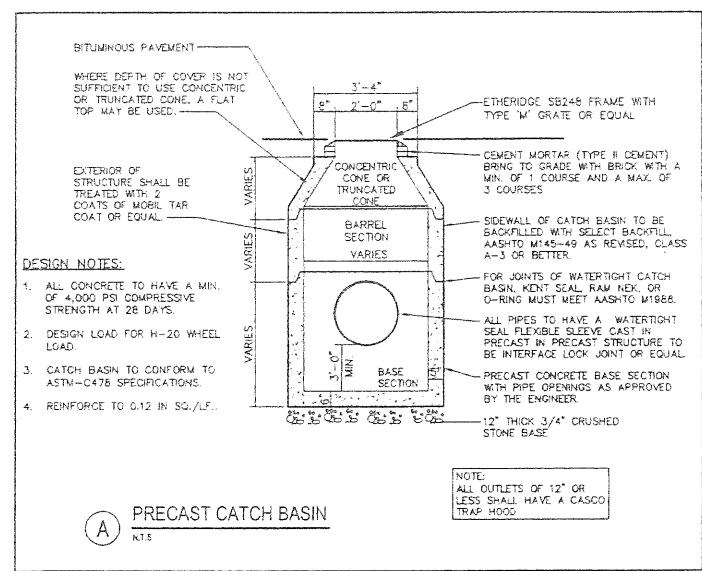 BITUMINOUS PAVEMENT
WHERE DEPTH OF COVER IS NOT
SUFFICIENT TO USE CONCENTRIC
OR TRUNCATED CONE, A FLAT
TOP MAY BE USED.
EXTERIOR OF
STRUCTURE SHALL BE
TREATED WITH 2
COATS OF MOBIL TAR
COAT OR EQUAL.
DESIGN NOTES:
1. ALL CONCRETE TO HAVE A MIN.
OF 4,000 PSI COMPRESSIVE
STRENGTH AT 28 DAYS.
2. DESIGN LOAD FOR H-20 WHEEL
LOAD.
3. CATCH BASIN TO CONFORM TO
ASTM-C478 SPECIFICATIONS.
4. REINFORCE TO 0.12 IN SQ./LF.
3'-4"
8" 2'-0" 8"
VARIES
VARIES
VARIES
CONCENTRIC
CONE OR
TRUNCATED
CONE
BARREL
SECTION
VARIES
3'-0"
MIN.
BASE
SECTION
5"
6"
ETHERIDGE SB248 FRAME WITH
TYPE 'M' GRATE OR EQUAL
CEMENT MORTAR (TYPE II CEMENT)
BRING TO GRADE WITH BRICK WITH A
MIN. OF 1 COURSE AND A MAX. OF
3 COURSES
SIDEWALL OF CATCH BASIN TO BE
BACKFILLED WITH SELECT BACKFILL,
AASHTO M145-49 AS REVISED, CLASS
A-3 OR BETTER.
FOR JOINTS OF WATERTIGHT CATCH
BASIN, KENT SEAL, RAM NEK, OR
O-RING MUST MEET AASHTO M1988.
ALL PIPES TO HAVE A WATERTIGHT
SEAL FLEXIBLE SLEEVE CAST IN
PRECAST IN PRECAST STRUCTURE TO
BE INTERFACE LOCK JOINT OR EQUAL
PRECAST CONCRETE BASE SECTION
WITH PIPE OPENINGS AS APPROVED
BY THE ENGINEER.
12" THICK 3/4" CRUSHED
STONE BASE
NOTE:
ALL OUTLETS OF 12" OR
LESS SHALL HAVE A CASCO
TRAP HOOD
A PRECAST CATCH BASIN
N.T.S